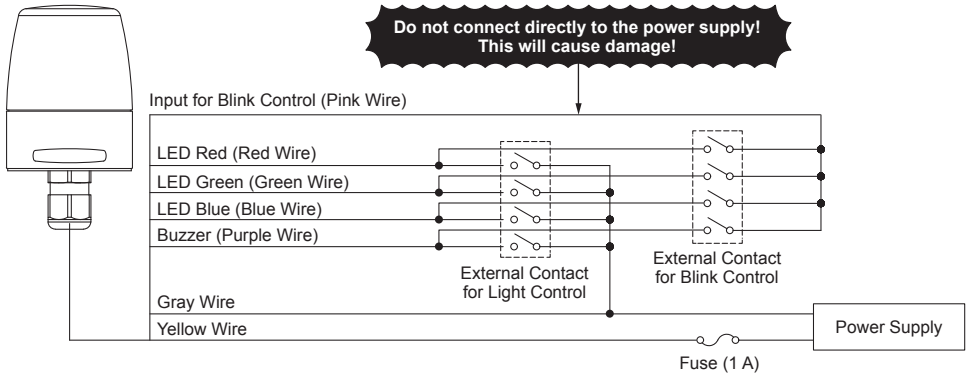 Do not connect directly to the power supply!
This will cause damage!
Input for Blink Control (Pink Wire)
LED Red (Red Wire)
LED Green (Green Wire)
LED Blue (Blue Wire)
Buzzer (Purple Wire)
External Contact
for Light Control
External Contact
for Blink Control
Gray Wire
Yellow Wire
Power Supply
Fuse (1 A)